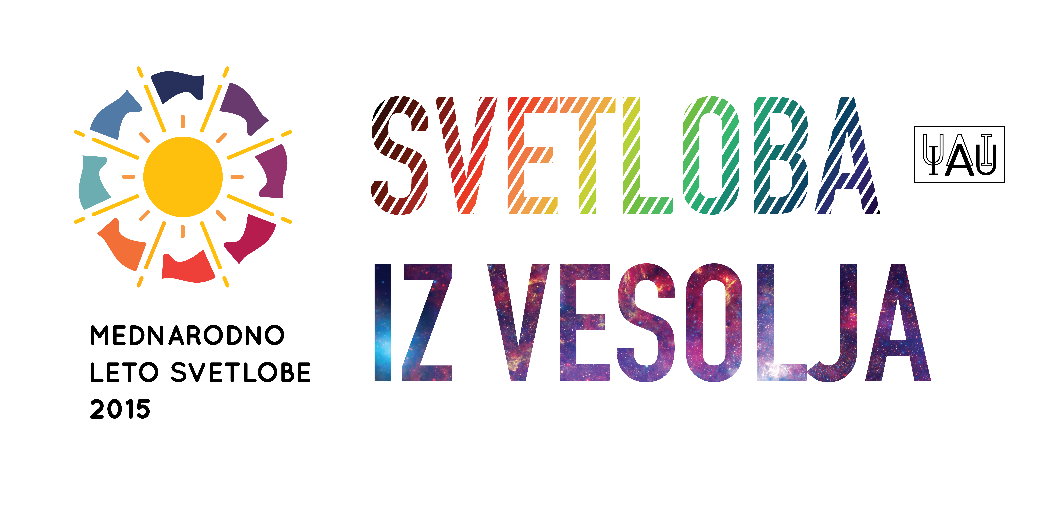 SVETLOBA
IAU
IZ VESOLJA
MEDNARODNO
LETO SVETLOBE
2015